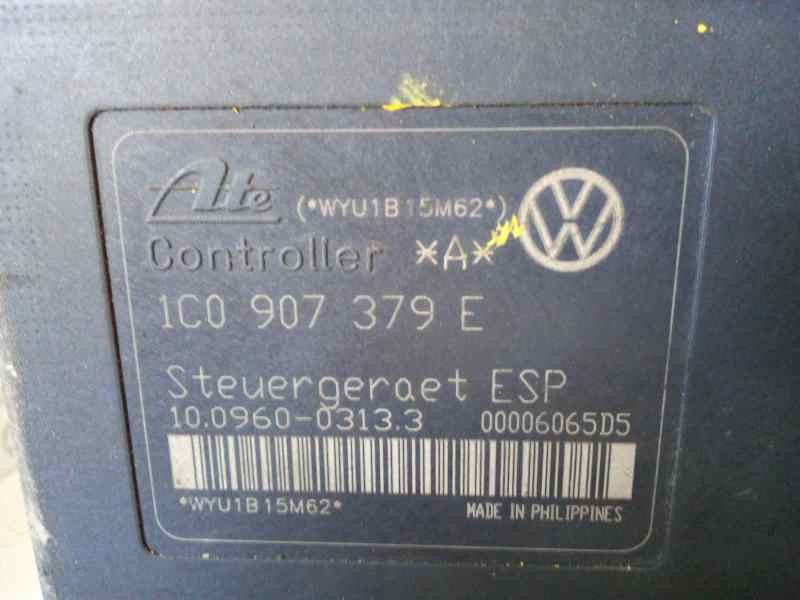 Ate (*WYU1B15M62*)
Controller *A*
1C0 907 379 E
Steuergeraet ESP
10.0960-0313.3 00006065D5
*WYU1B15M62*
MADE IN PHILIPPINES